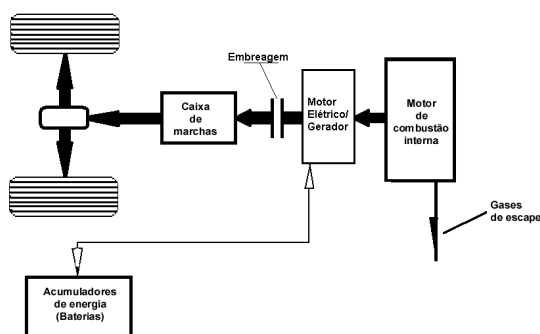 Embreagem
Caixa
de
marchas
Motor
Elétrico/
Gerador
Motor
de
combustão
interna
Gases
de escape
Acumuladores
de energia
(Baterias)